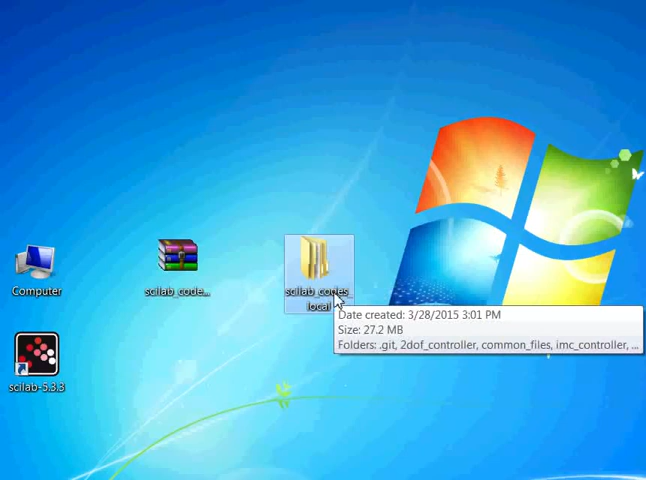 Computer
scilab_code...
scilab_codes_
local
Date created: 3/28/2015 3:01 PM
Size: 27.2 MB
Folders: .git, 2dof_controller, common_files, imc_controller, ...
scilab-5.3.3